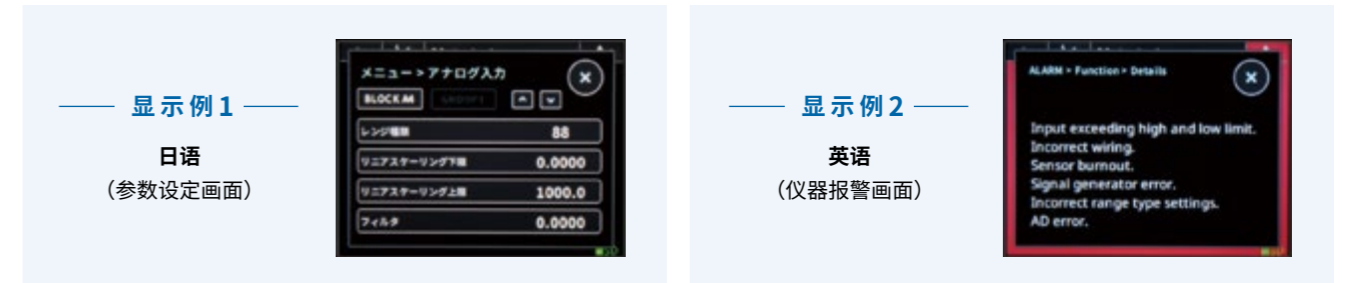 显示例1
日语
（参数设定画面）
メニュー>アナログ入力
BLOCK A4
レンジ種類 88
リニアスケーリング下限 0.0000
リニアスケーリング上限 1000.0
フィルタ 0.0000
显示例2
英语
（仪器报警画面）
ALARM > Function > Details
Input exceeding high and low limit.
Incorrect wiring.
Sensor burnout.
Signal generator error.
Incorrect range type settings.
AD error.